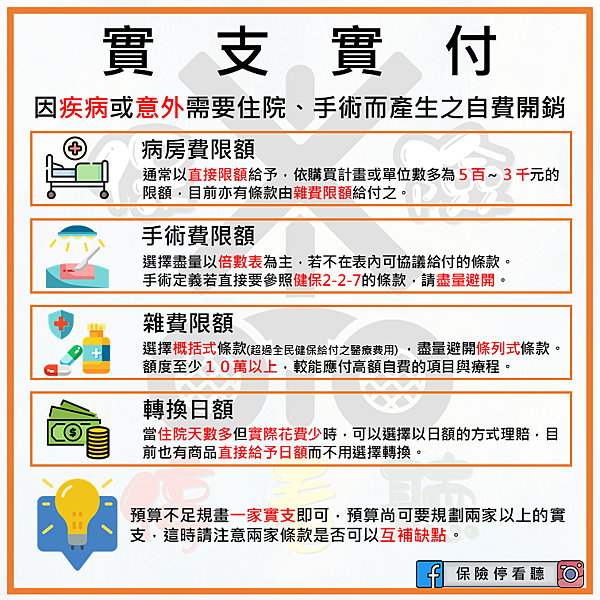 實支實付
因疾病或意外需要住院、手術而產生之自費開銷
病房費限額
通常以直接限額給予，依購買計畫或單位數多為５百～３千元的
限額，目前亦有條款由雜費限額給付之。
手術費限額
選擇盡量以倍數表為主，若不在表內可協議給付的條款。
手術定義若直接要參照健保2-2-7的條款，請盡量避開。
雜費限額
選擇概括式條款(超過全民健保給付之醫療費用)，盡量避開條列式條款。
額度至少１０萬以上，較能應付高額自費的項目與療程。
轉換日額
當住院天數多但實際花費少時，可以選擇以日額的方式理賠，目
前也有商品直接給予日額而不用選擇轉換。
預算不足規畫一家實支即可，預算尚可要規劃兩家以上的實
支，這時請注意兩家條款是否可以互補缺點。
保險停看聽
保險
停看聽